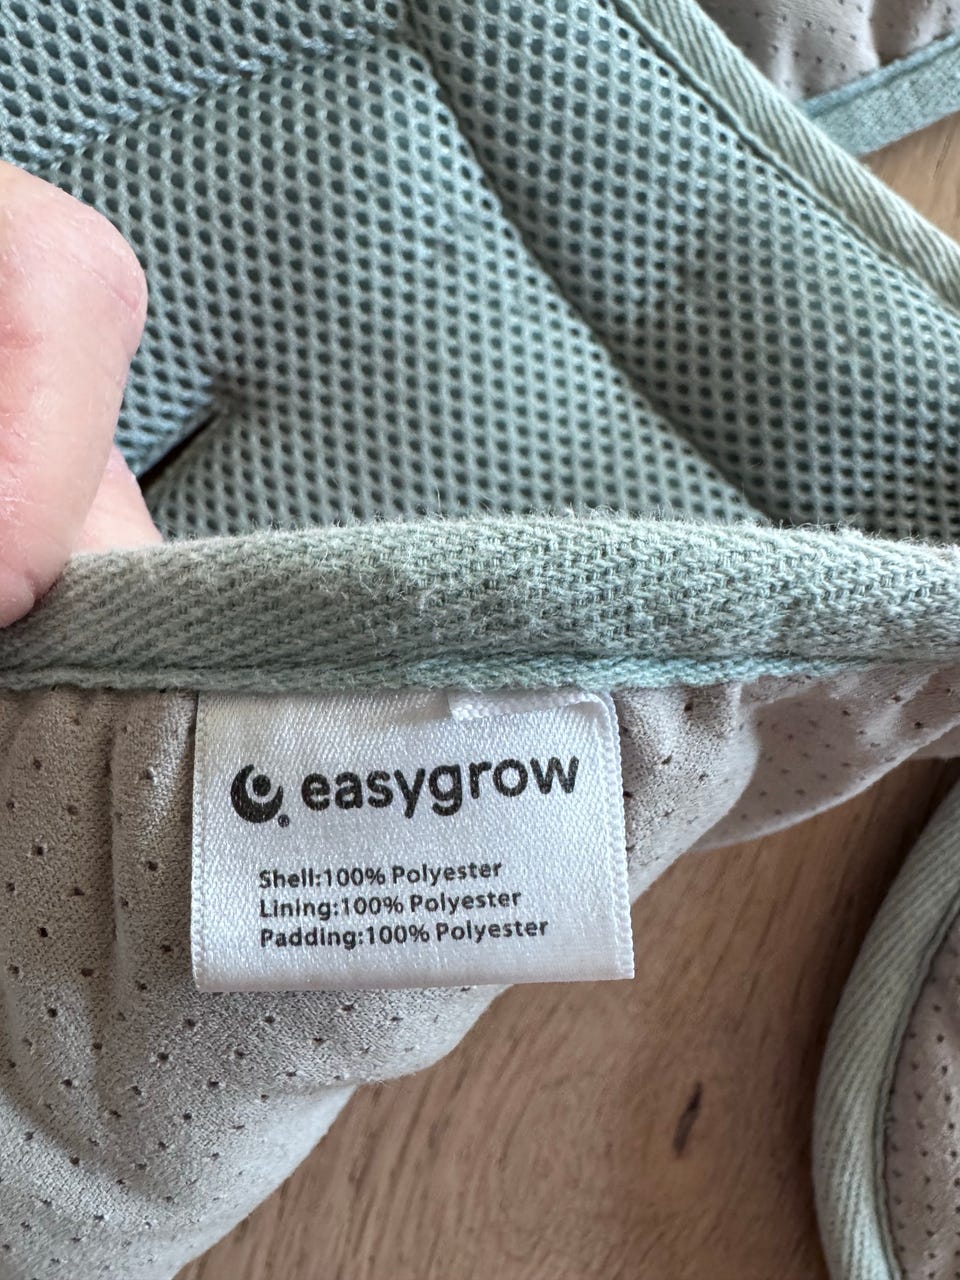 easygrow
®
Shell:100% Polyester
Lining:100% Polyester
Padding:100% Polyester